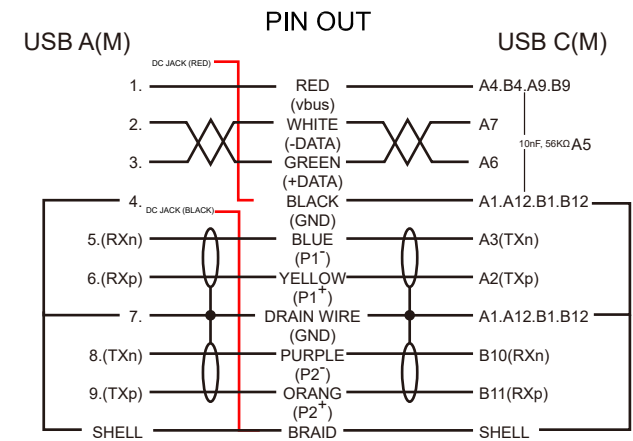 PIN OUT
USB A(M) USB C(M)
DC JACK (RED)
1. RED A4.B4.A9.B9
(vbus)
2. WHITE A7
(-DATA) 10nF, 56KΩ A5
3. GREEN A6
(+DATA)
4. BLACK A1.A12.B1.B12
DC JACK (BLACK)
(GND)
5.(RXn) BLUE A3(TXn)
(P1-)
6.(RXp) YELLOW A2(TXp)
(P1+)
7. DRAIN WIRE A1.A12.B1.B12
(GND)
8.(TXn) PURPLE B10(RXn)
(P2-)
9.(TXp) ORANG B11(RXp)
(P2+)
SHELL BRAID SHELL